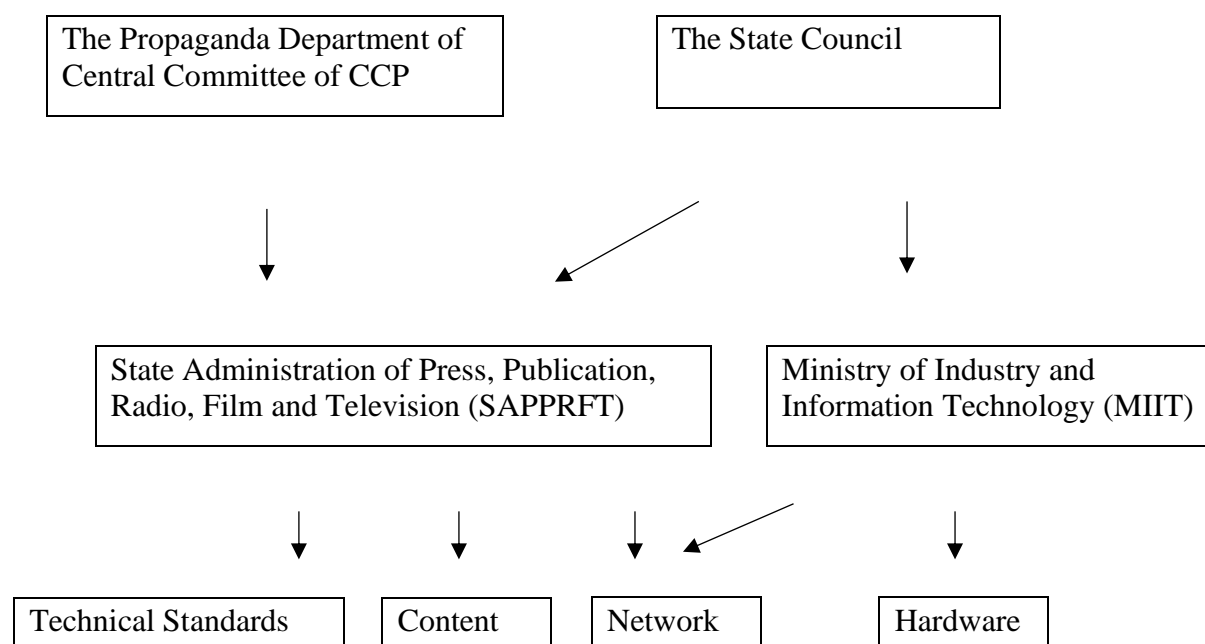 The Propaganda Department of
Central Committee of CCP
The State Council
State Administration of Press, Publication,
Radio, Film and Television (SAPPRFT)
Ministry of Industry and
Information Technology (MIIT)
Technical Standards
Content
Network
Hardware